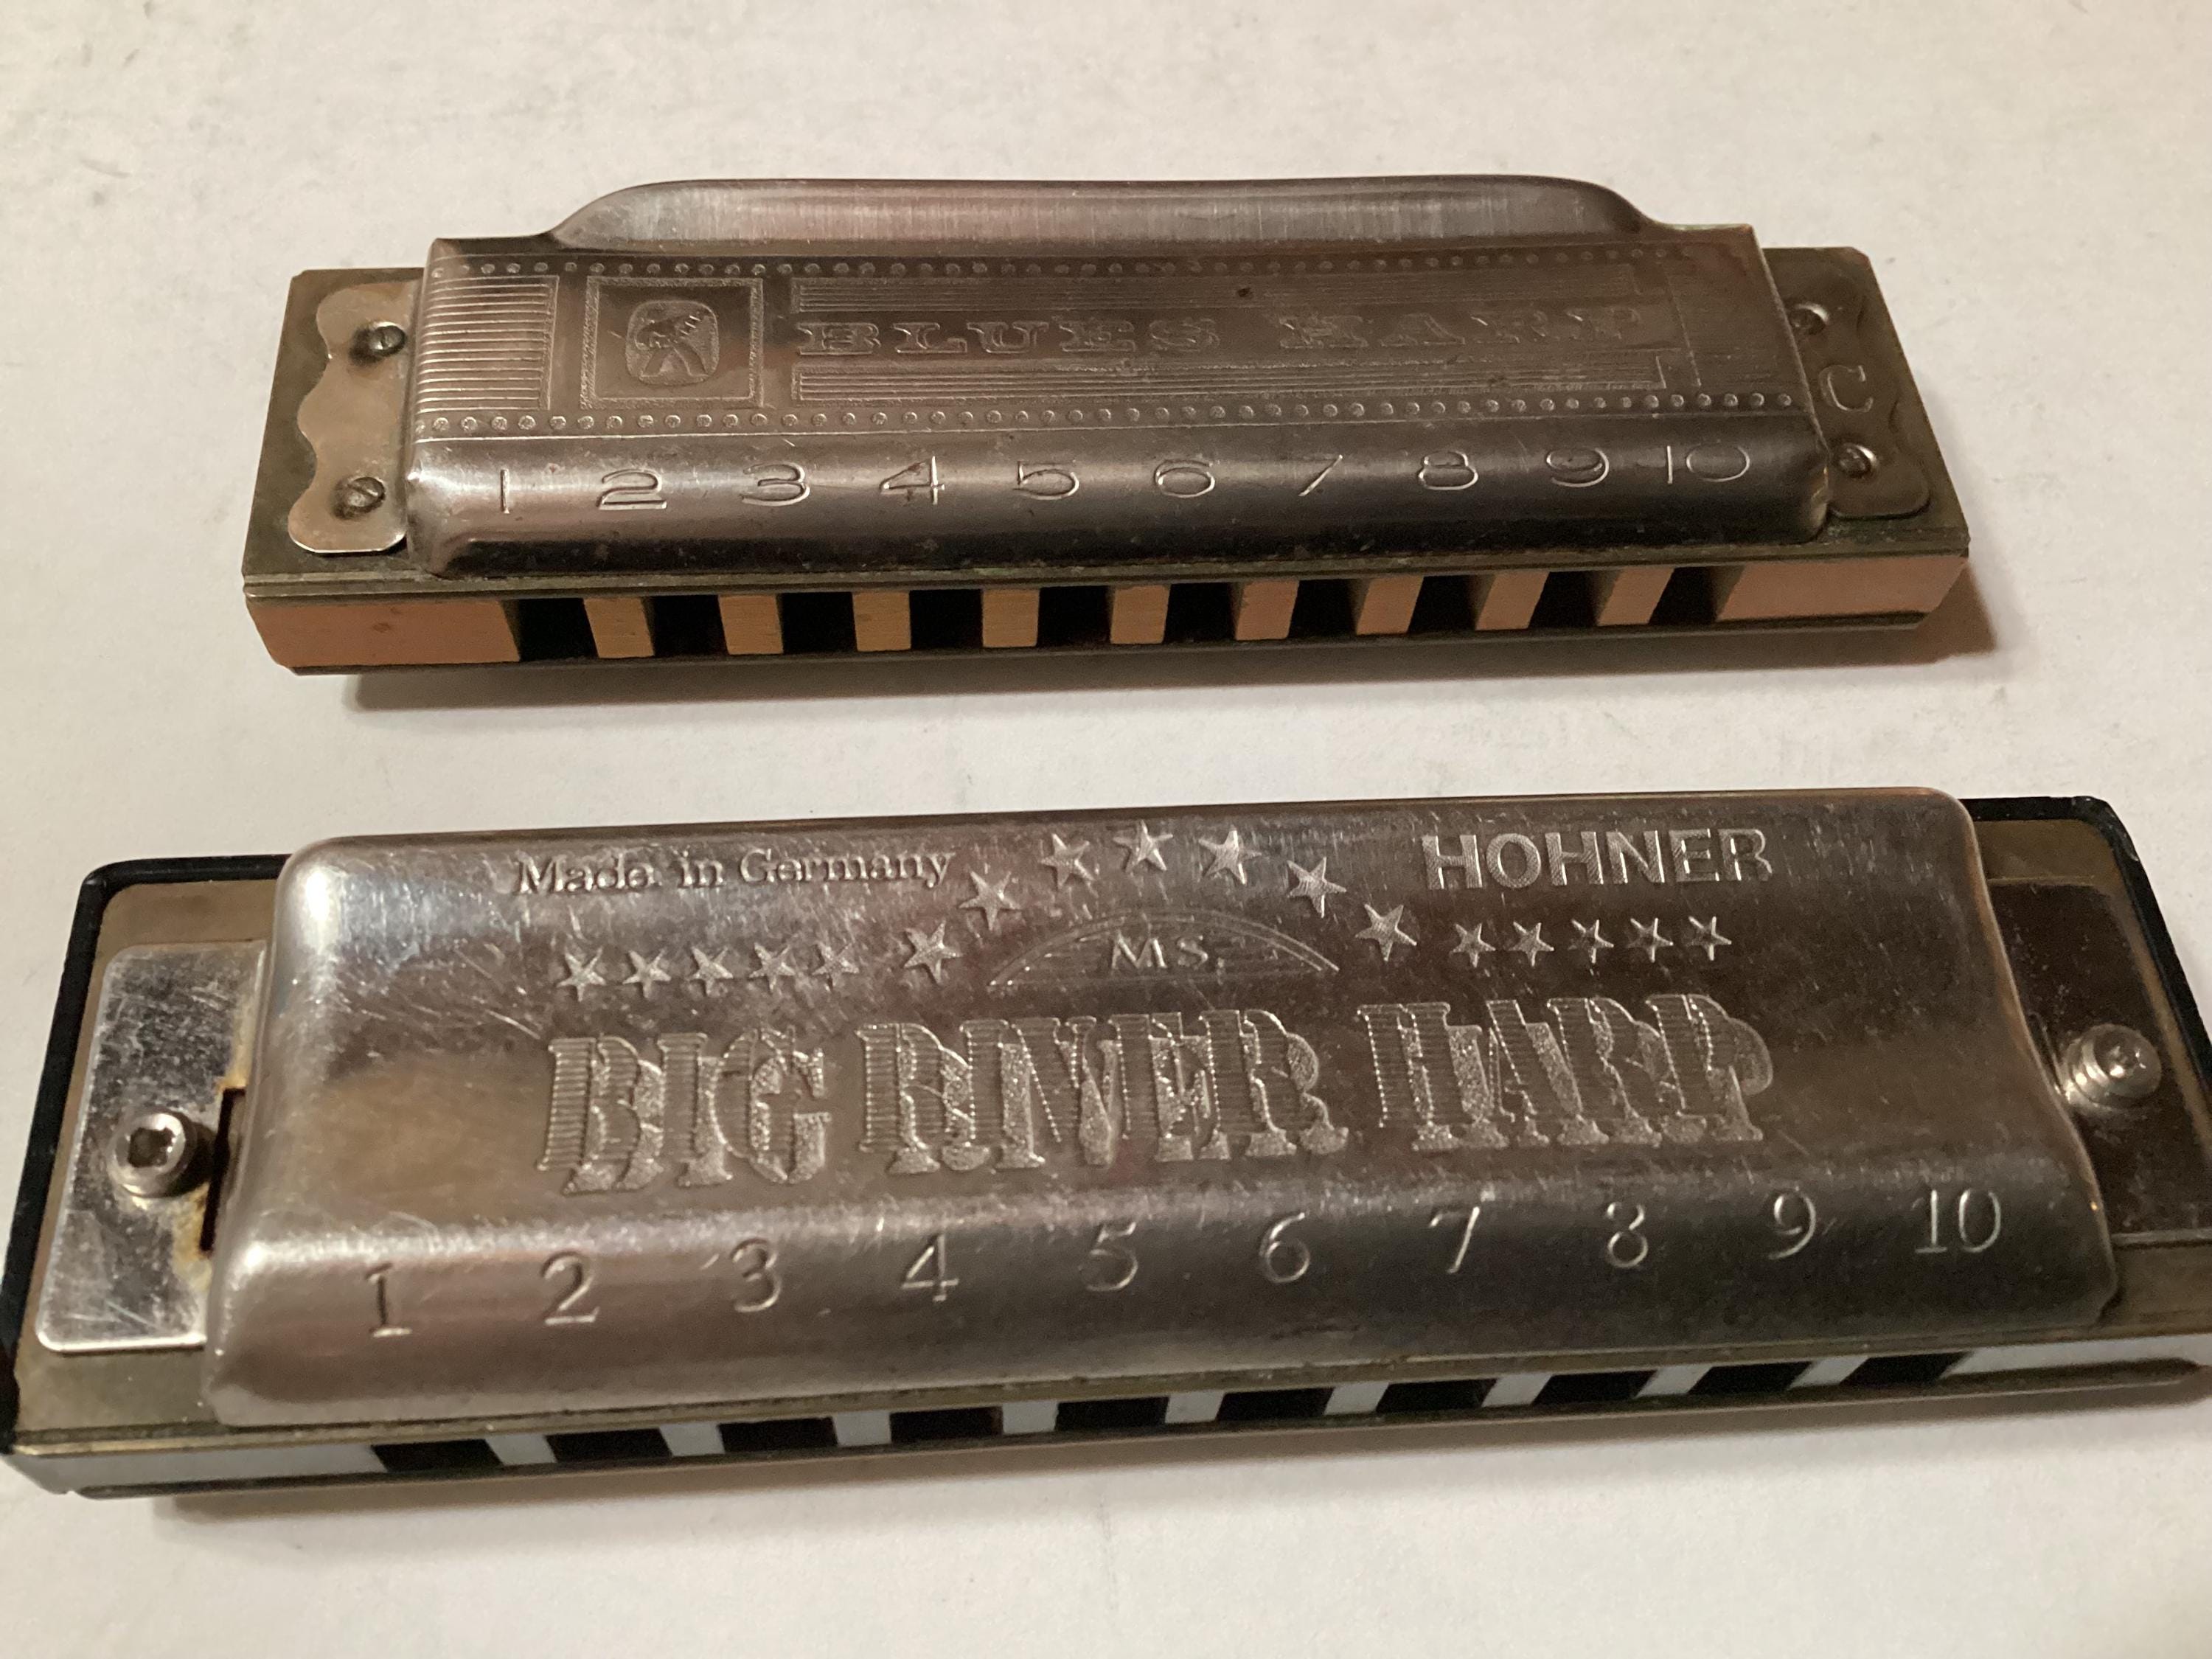 BLUES HARP
C
1 2 3 4 5 6 7 8 9 10
Made in Germany
HOHNER
MS
BIG RIVER HARP
1 2 3 4 5 6 7 8 9 10